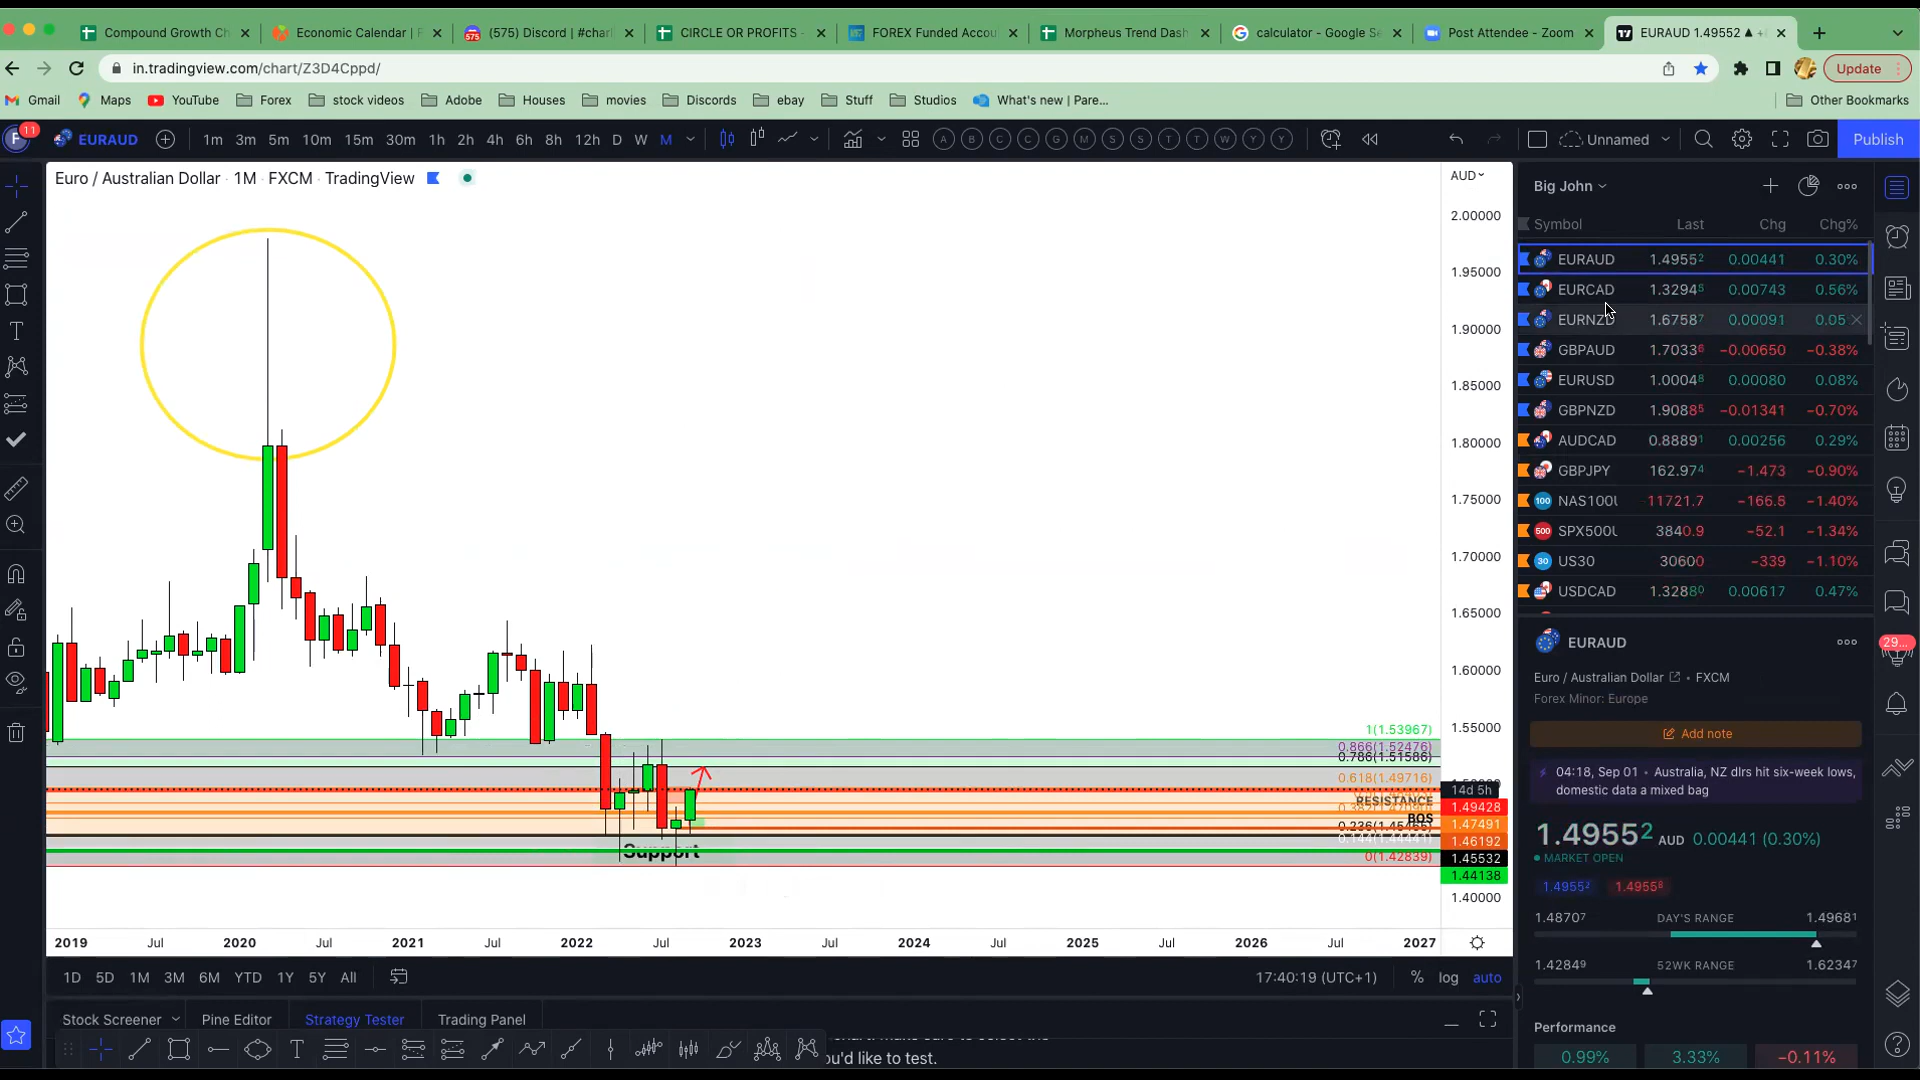 Compound Growth Ch
Economic Calendar | F
(575) Discord | #charl
CIRCLE OR PROFITS -
FOREX Funded Accou
Morpheus Trend Dash
calculator - Google Se
Post Attendee - Zoom
EURAUD 1.49552 ▲ +
in.tradingview.com/chart/Z3D4Cppd/
Update
Gmail
Maps
YouTube
Forex
stock videos
Adobe
Houses
movies
Discords
ebay
Stuff
Studios
What's new | Pare...
Other Bookmarks
11
EURAUD
1m 3m 5m 10m 15m 30m 1h 2h 4h 6h 8h 12h D W M
A B C C G M S S T T W Y Y
Unnamed
Publish
Euro / Australian Dollar · 1M · FXCM · TradingView
AUD
2.00000
1.95000
1.90000
1.85000
1.80000
1.75000
1.70000
1.65000
1.60000
1.55000
1(1.53967)
0.866(1.52476)
0.786(1.51586)
0.618(1.49716)
14d 5h
RESISTANCE
1.49428
BOS
1.47491
0.236(1.45465)
1.46192
Support
0(1.42839)
1.45532
1.44138
1.40000
2019 Jul 2020 Jul 2021 Jul 2022 Jul 2023 Jul 2024 Jul 2025 Jul 2026 Jul 2027
1D 5D 1M 3M 6M YTD 1Y 5Y All
17:40:19 (UTC+1)
% log auto
Stock Screener
Pine Editor
Strategy Tester
Trading Panel
ou'd like to test.
Big John
Symbol Last Chg Chg%
EURAUD 1.49552 0.00441 0.30%
EURCAD 1.32945 0.00743 0.56%
EURNZD 1.67587 0.00091 0.05
GBPAUD 1.70336 −0.00650 −0.38%
EURUSD 1.00048 0.00080 0.08%
GBPNZD 1.90885 −0.01341 −0.70%
AUDCAD 0.88891 0.00256 0.29%
GBPJPY 162.974 −1.473 −0.90%
100 NAS100U 11721.7 −166.5 −1.40%
500 SPX500U 3840.9 −52.1 −1.34%
30 US30 30600 −339 −1.10%
USDCAD 1.32880 0.00617 0.47%
EURAUD
29...
Euro / Australian Dollar • FXCM
Forex Minor: Europe
Add note
04:18, Sep 01 • Australia, NZ dlrs hit six-week lows,
domestic data a mixed bag
1.49552 AUD 0.00441 (0.30%)
MARKET OPEN
1.49552 1.49558
1.48707 DAY'S RANGE 1.49681
1.42849 52WK RANGE 1.62347
Performance
0.99% 3.33% −0.11%